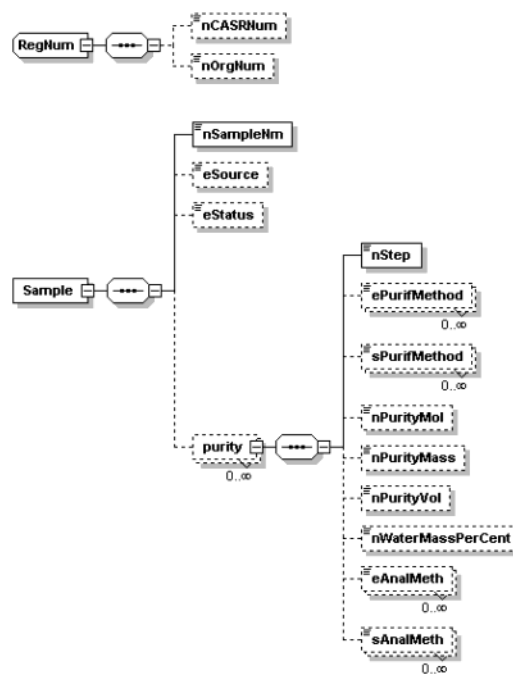 nCASRNum
RegNum
nOrgNum
nSampleNm
eSource
eStatus
nStep
Sample
ePurifMethod
0..∞
sPurifMethod
0..∞
nPurityMol
purity
0..∞
nPurityMass
nPurityVol
nWaterMassPerCent
eAnalMeth
0..∞
sAnalMeth
0..∞